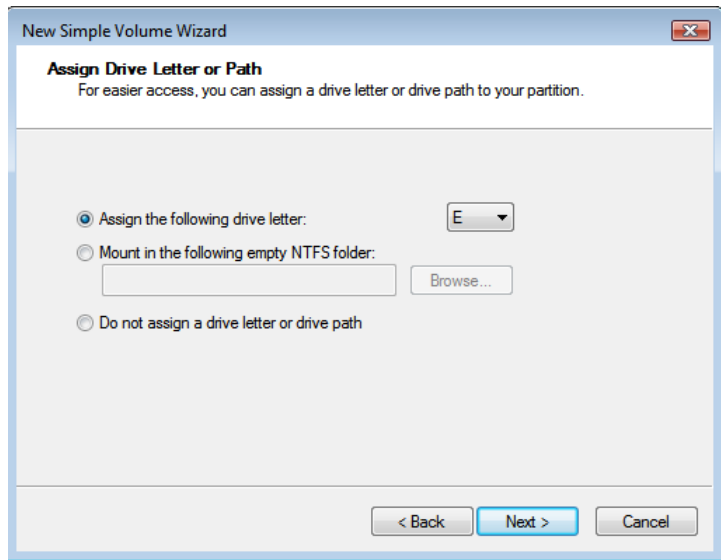 New Simple Volume Wizard
Assign Drive Letter or Path
For easier access, you can assign a drive letter or drive path to your partition.
Assign the following drive letter: E
Mount in the following empty NTFS folder:
Browse...
Do not assign a drive letter or drive path
< Back Next > Cancel